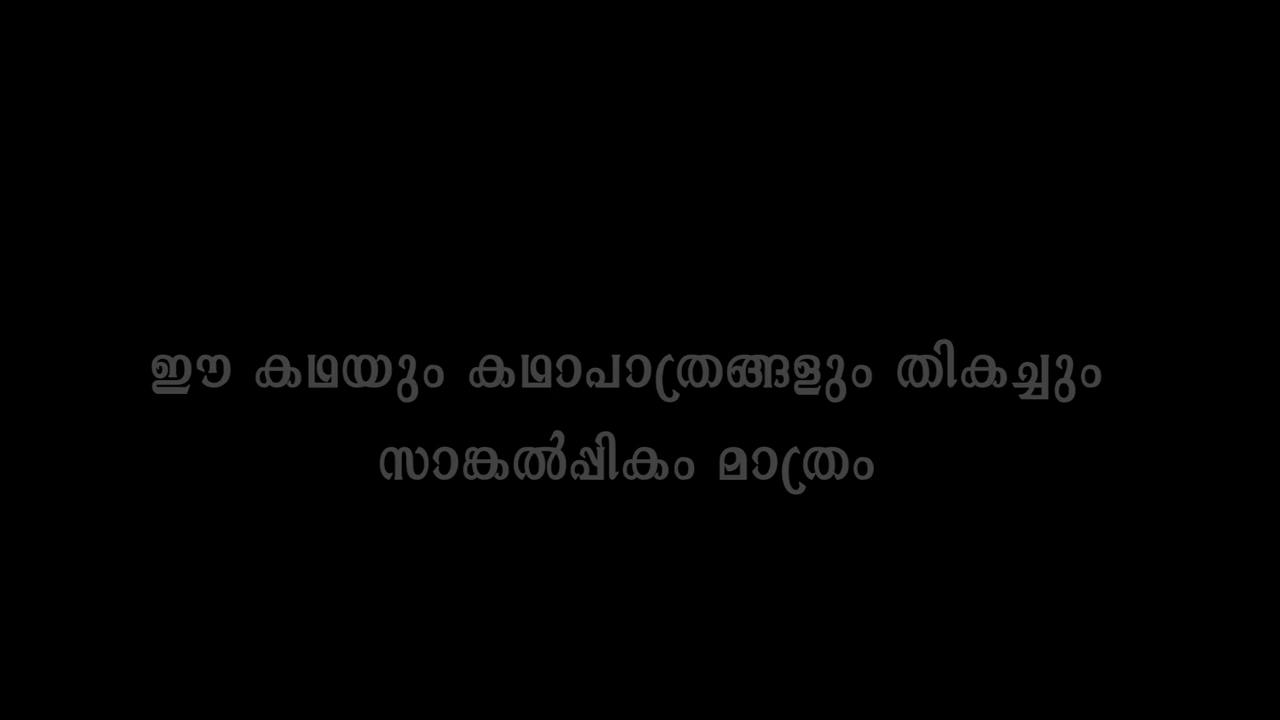 ഈ കഥയും കഥാപാത്രങ്ങളും തികച്ചും
സാങ്കൽപ്പികം മാത്രം